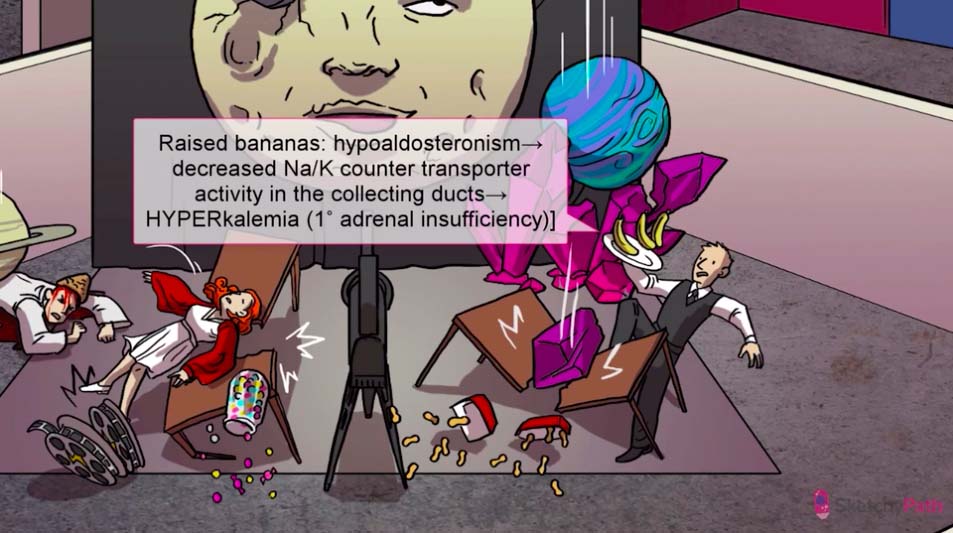 Raised bananas: hypoaldosteronism→
decreased Na/K counter transporter
activity in the collecting ducts→
HYPERkalemia (1° adrenal insufficiency)]
SketchyPath